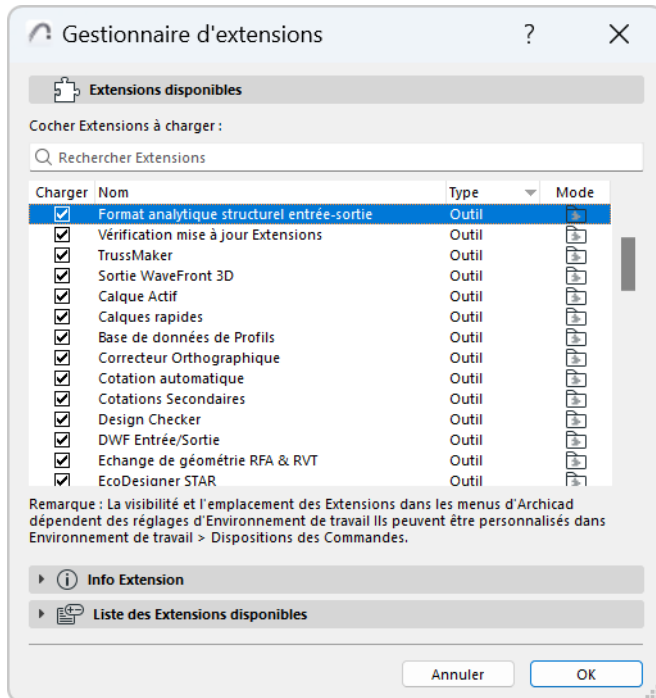 Gestionnaire d'extensions
Extensions disponibles
Cocher Extensions à charger :
Rechercher Extensions
Charger Nom Type Mode
Format analytique structurel entrée-sortie Outil
Vérification mise à jour Extensions Outil
TrussMaker Outil
Sortie WaveFront 3D Outil
Calque Actif Outil
Calques rapides Outil
Base de données de Profils Outil
Correcteur Orthographique Outil
Cotation automatique Outil
Cotations Secondaires Outil
Design Checker Outil
DWF Entrée/Sortie Outil
Echange de géométrie RFA & RVT Outil
EcoDesigner STAR Outil
Remarque : La visibilité et l'emplacement des Extensions dans les menus d'Archicad
dépendent des réglages d'Environnement de travail Ils peuvent être personnalisés dans
Environnement de travail > Dispositions des Commandes.
Info Extension
Liste des Extensions disponibles
Annuler OK